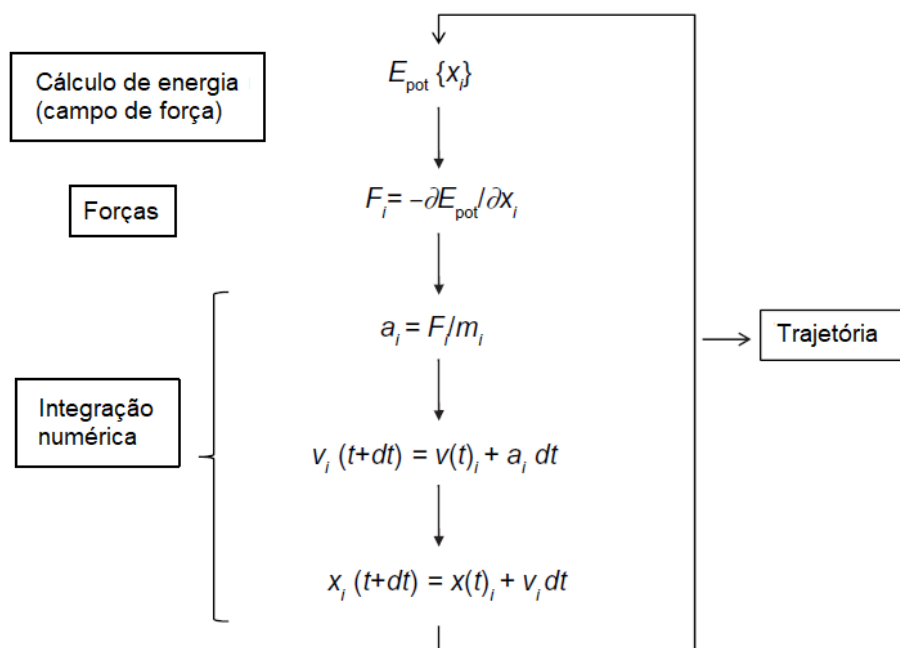 Cálculo de energia
(campo de força)
E_pot {x_i}
Forças
F_i = −∂E_pot/∂x_i
a_i = F_i/m_i
Trajetória
Integração
numérica
v_i (t+dt) = v(t)_i + a_i dt
x_i (t+dt) = x(t)_i + v_i dt